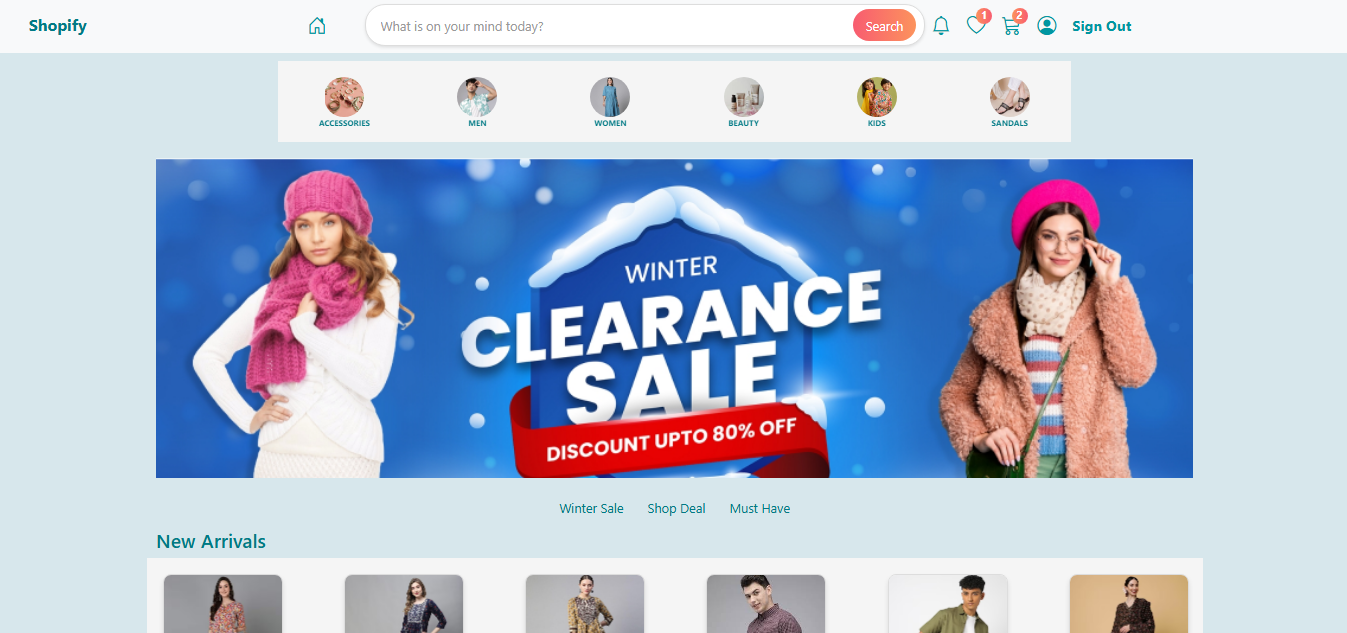 Shopify
What is on your mind today?
Search
1
2
Sign Out
ACCESSORIES
MEN
WOMEN
BEAUTY
KIDS
SANDALS
WINTER
CLEARANCE
SALE
DISCOUNT UPTO 80% OFF
Winter Sale
Shop Deal
Must Have
New Arrivals